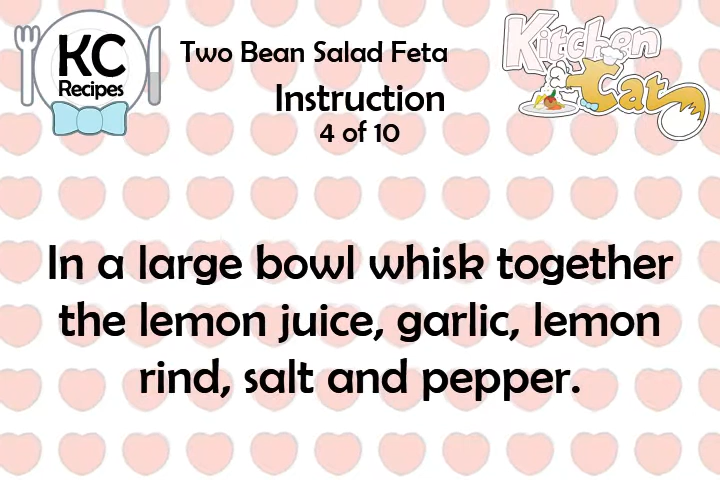 KC
Recipes
Two Bean Salad Feta
Kitchen
Cat
Instruction
4 of 10
In a large bowl whisk together
the lemon juice, garlic, lemon
rind, salt and pepper.